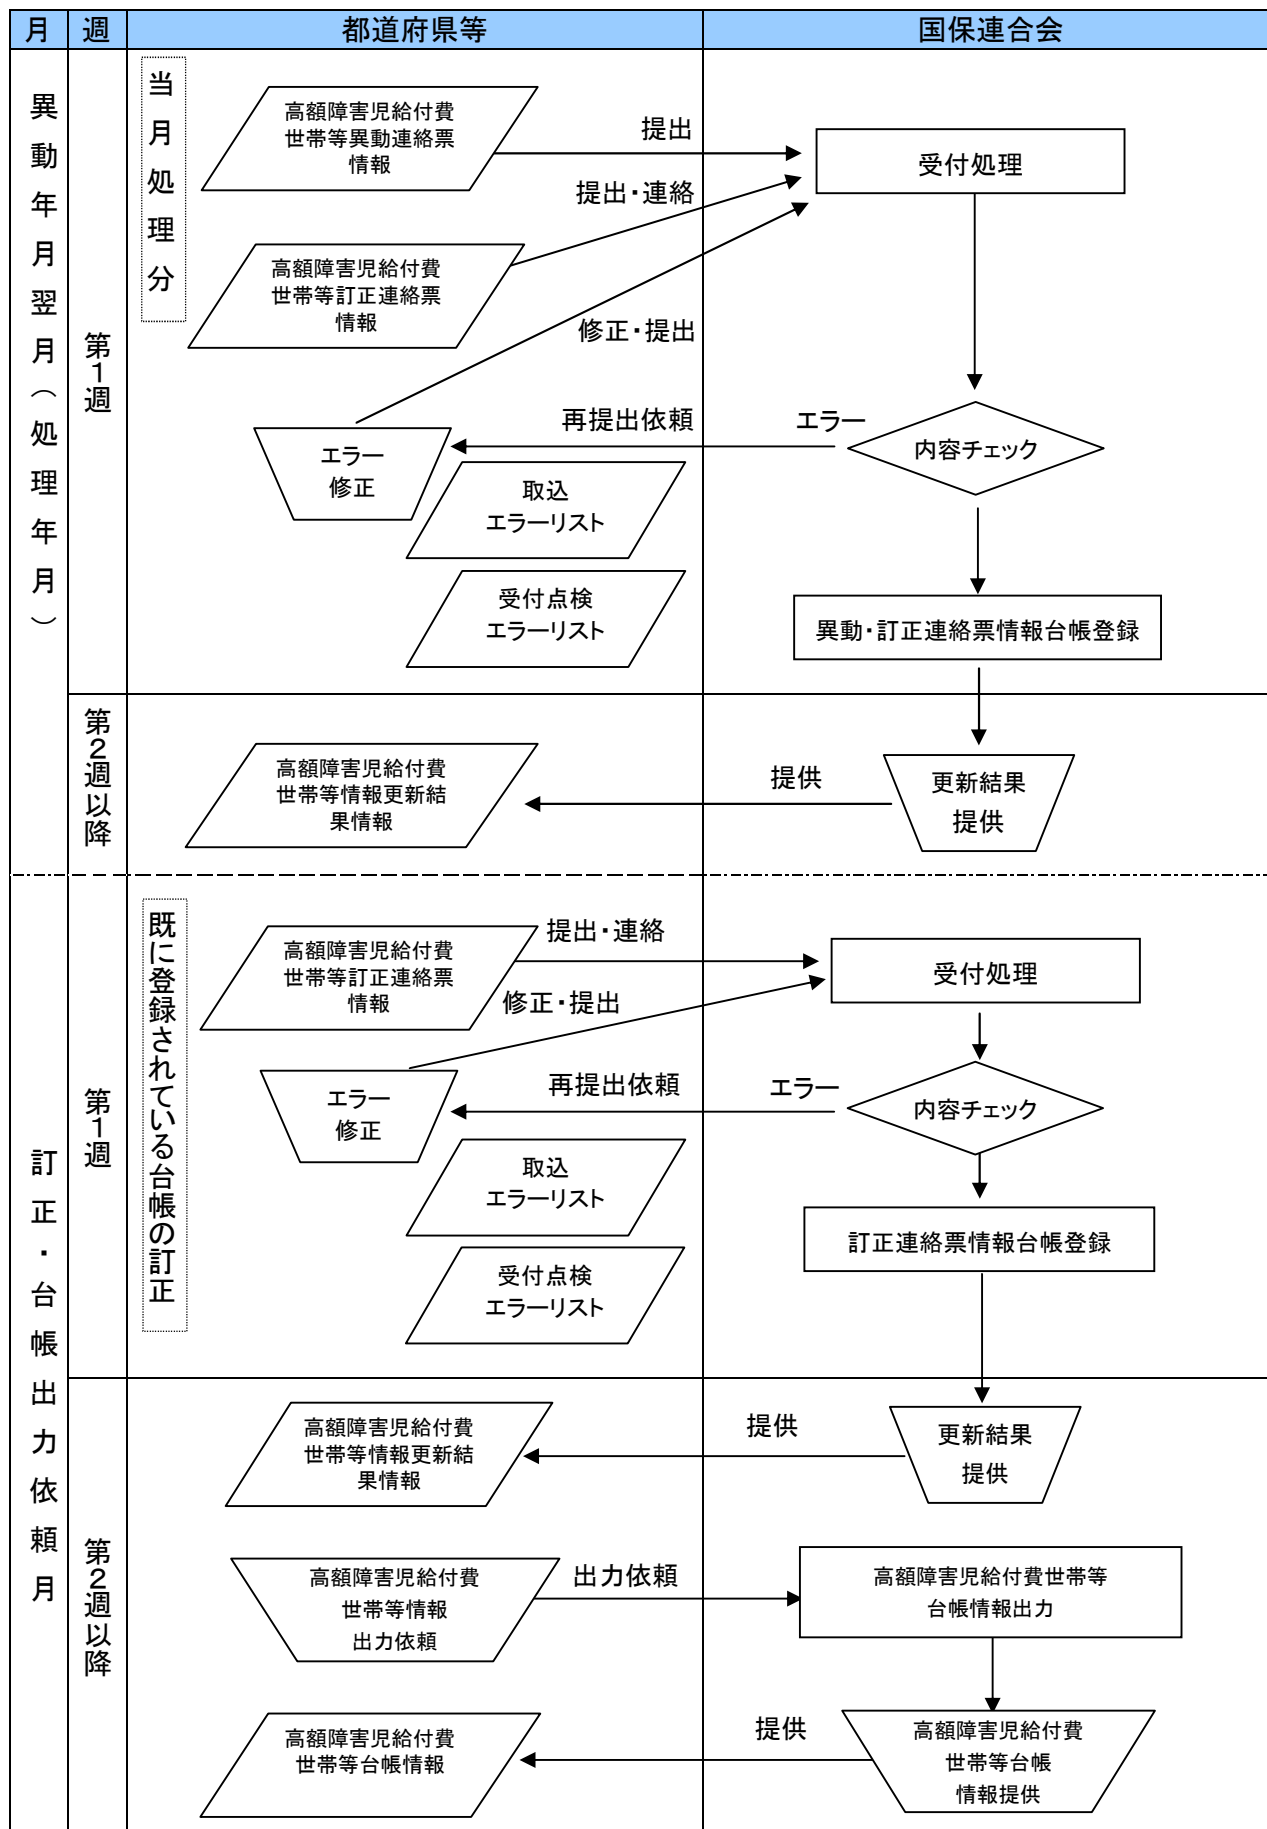 月
週
都道府県等
国保連合会
異動年月翌月（処理年月）
第1週
当月処理分
高額障害児給付費
世帯等異動連絡票
情報
提出
受付処理
提出・連絡
高額障害児給付費
世帯等訂正連絡票
情報
修正・提出
再提出依頼
エラー
内容チェック
エラー
修正
取込
エラーリスト
受付点検
エラーリスト
異動・訂正連絡票情報台帳登録
第2週以降
高額障害児給付費
世帯等情報更新結
果情報
提供
更新結果
提供
訂正・台帳出力依頼月
第1週
既に登録されている台帳の訂正
高額障害児給付費
世帯等訂正連絡票
情報
提出・連絡
受付処理
修正・提出
再提出依頼
エラー
内容チェック
エラー
修正
取込
エラーリスト
受付点検
エラーリスト
訂正連絡票情報台帳登録
第2週以降
高額障害児給付費
世帯等情報更新結
果情報
提供
更新結果
提供
高額障害児給付費
世帯等情報
出力依頼
出力依頼
高額障害児給付費世帯等
台帳情報出力
高額障害児給付費
世帯等台帳情報
提供
高額障害児給付費
世帯等台帳
情報提供